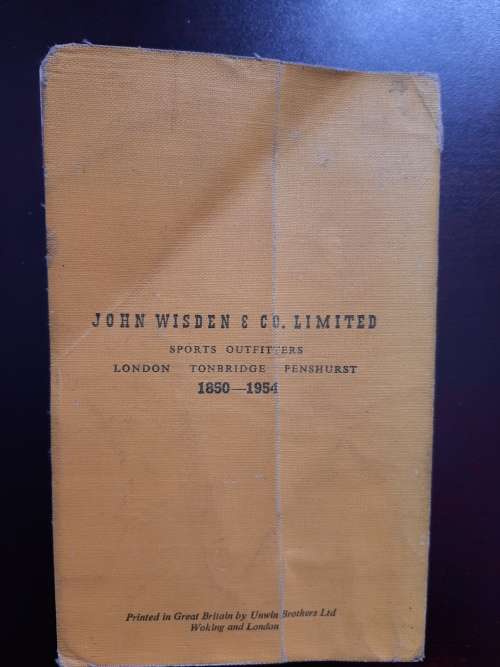 JOHN WISDEN & CO. LIMITED
SPORTS OUTFITTERS
LONDON TONBRIDGE PENSHURST
1850—1954
Printed in Great Britain by Unwin Brothers Ltd
Woking and London